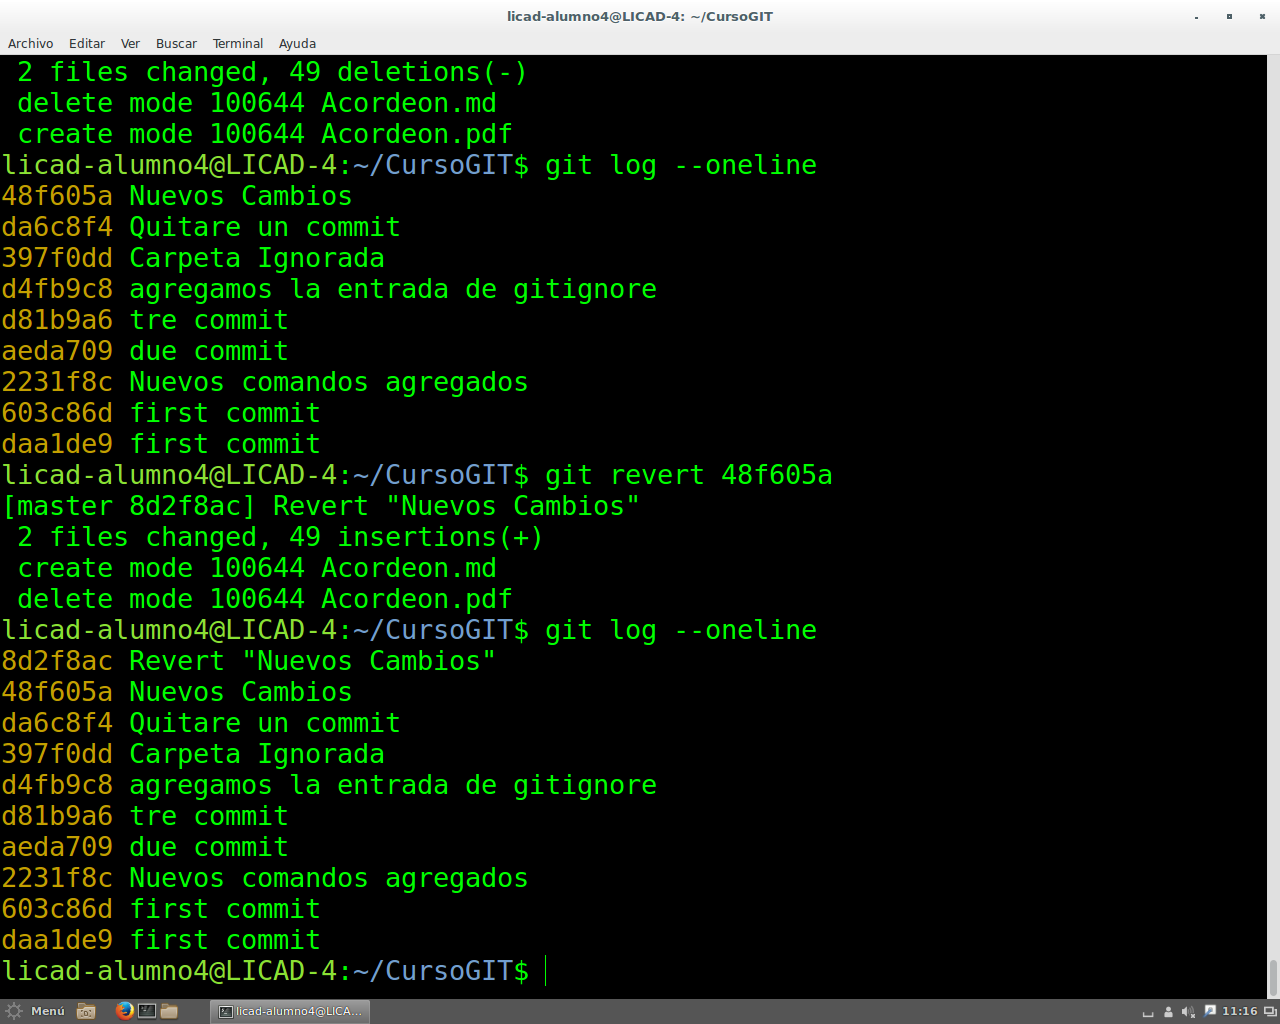 licad-alumno4@LICAD-4: ~/CursoGIT
Archivo Editar Ver Buscar Terminal Ayuda
2 files changed, 49 deletions(-)
delete mode 100644 Acordeon.md
create mode 100644 Acordeon.pdf
licad-alumno4@LICAD-4:~/CursoGIT$ git log --oneline
48f605a Nuevos Cambios
da6c8f4 Quitare un commit
397f0dd Carpeta Ignorada
d4fb9c8 agregamos la entrada de gitignore
d81b9a6 tre commit
aeda709 due commit
2231f8c Nuevos comandos agregados
603c86d first commit
daa1de9 first commit
licad-alumno4@LICAD-4:~/CursoGIT$ git revert 48f605a
[master 8d2f8ac] Revert "Nuevos Cambios"
2 files changed, 49 insertions(+)
create mode 100644 Acordeon.md
delete mode 100644 Acordeon.pdf
licad-alumno4@LICAD-4:~/CursoGIT$ git log --oneline
8d2f8ac Revert "Nuevos Cambios"
48f605a Nuevos Cambios
da6c8f4 Quitare un commit
397f0dd Carpeta Ignorada
d4fb9c8 agregamos la entrada de gitignore
d81b9a6 tre commit
aeda709 due commit
2231f8c Nuevos comandos agregados
603c86d first commit
daa1de9 first commit
licad-alumno4@LICAD-4:~/CursoGIT$
Menú licad-alumno4@LICA... 11:16